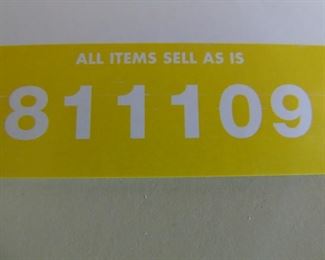 ALL ITEMS SELL AS IS
811109